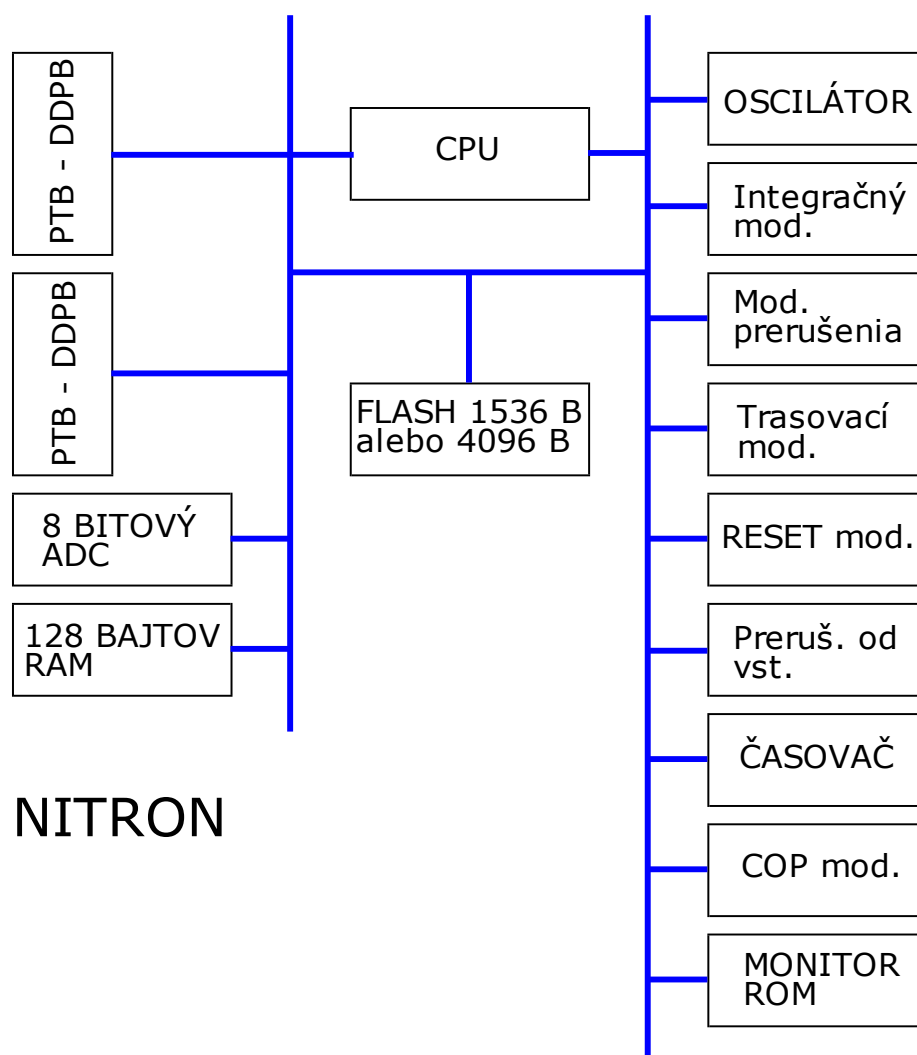 PTB - DDPB
PTB - DDPB
8 BITOVÝ
ADC
128 BAJTOV
RAM
NITRON
CPU
FLASH 1536 B
alebo 4096 B
OSCILÁTOR
Integračný
mod.
Mod.
prerušenia
Trasovací
mod.
RESET mod.
Preruš. od
vst.
ČASOVAČ
COP mod.
MONITOR
ROM